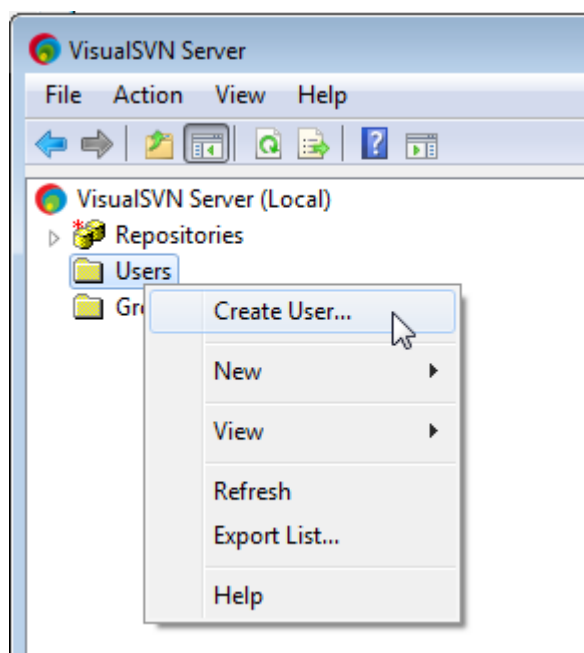 VisualSVN Server
File Action View Help
VisualSVN Server (Local)
Repositories
Users
Gr
Create User...
New
View
Refresh
Export List...
Help